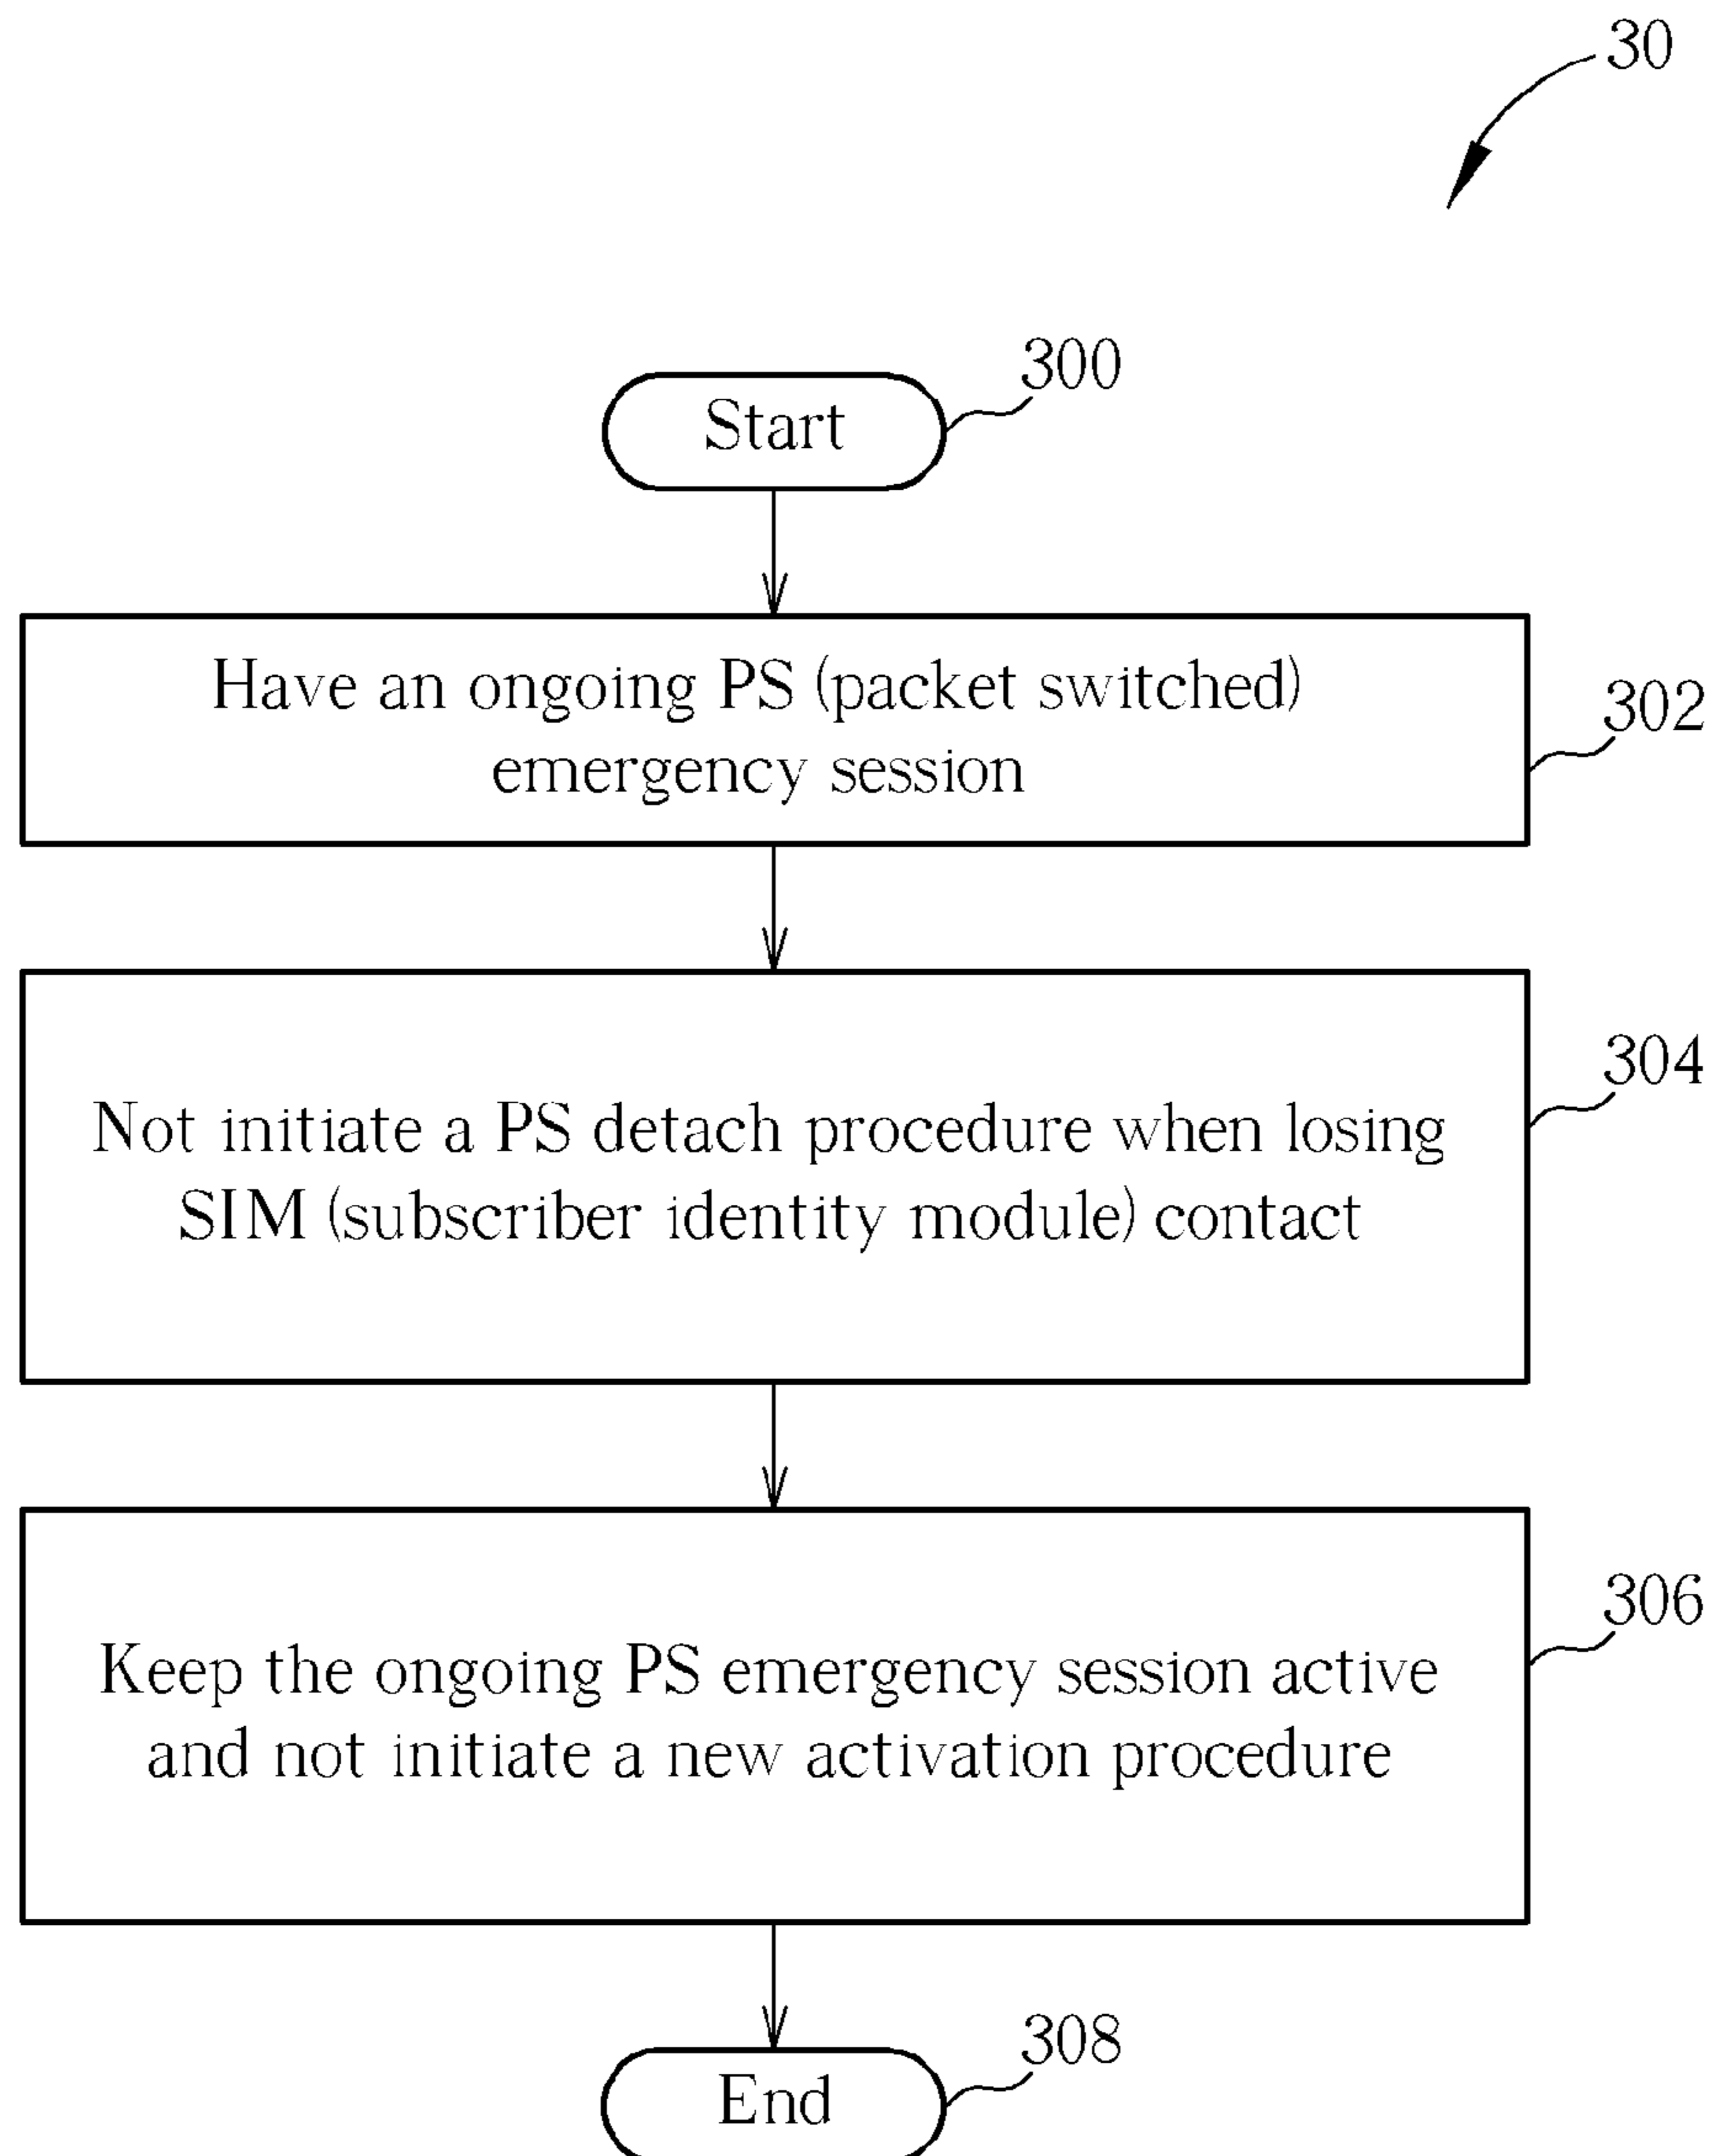 30
300
Start
Have an ongoing PS (packet switched)
emergency session
302
304
Not initiate a PS detach procedure when losing
SIM (subscriber identity module) contact
306
Keep the ongoing PS emergency session active
and not initiate a new activation procedure
308
End